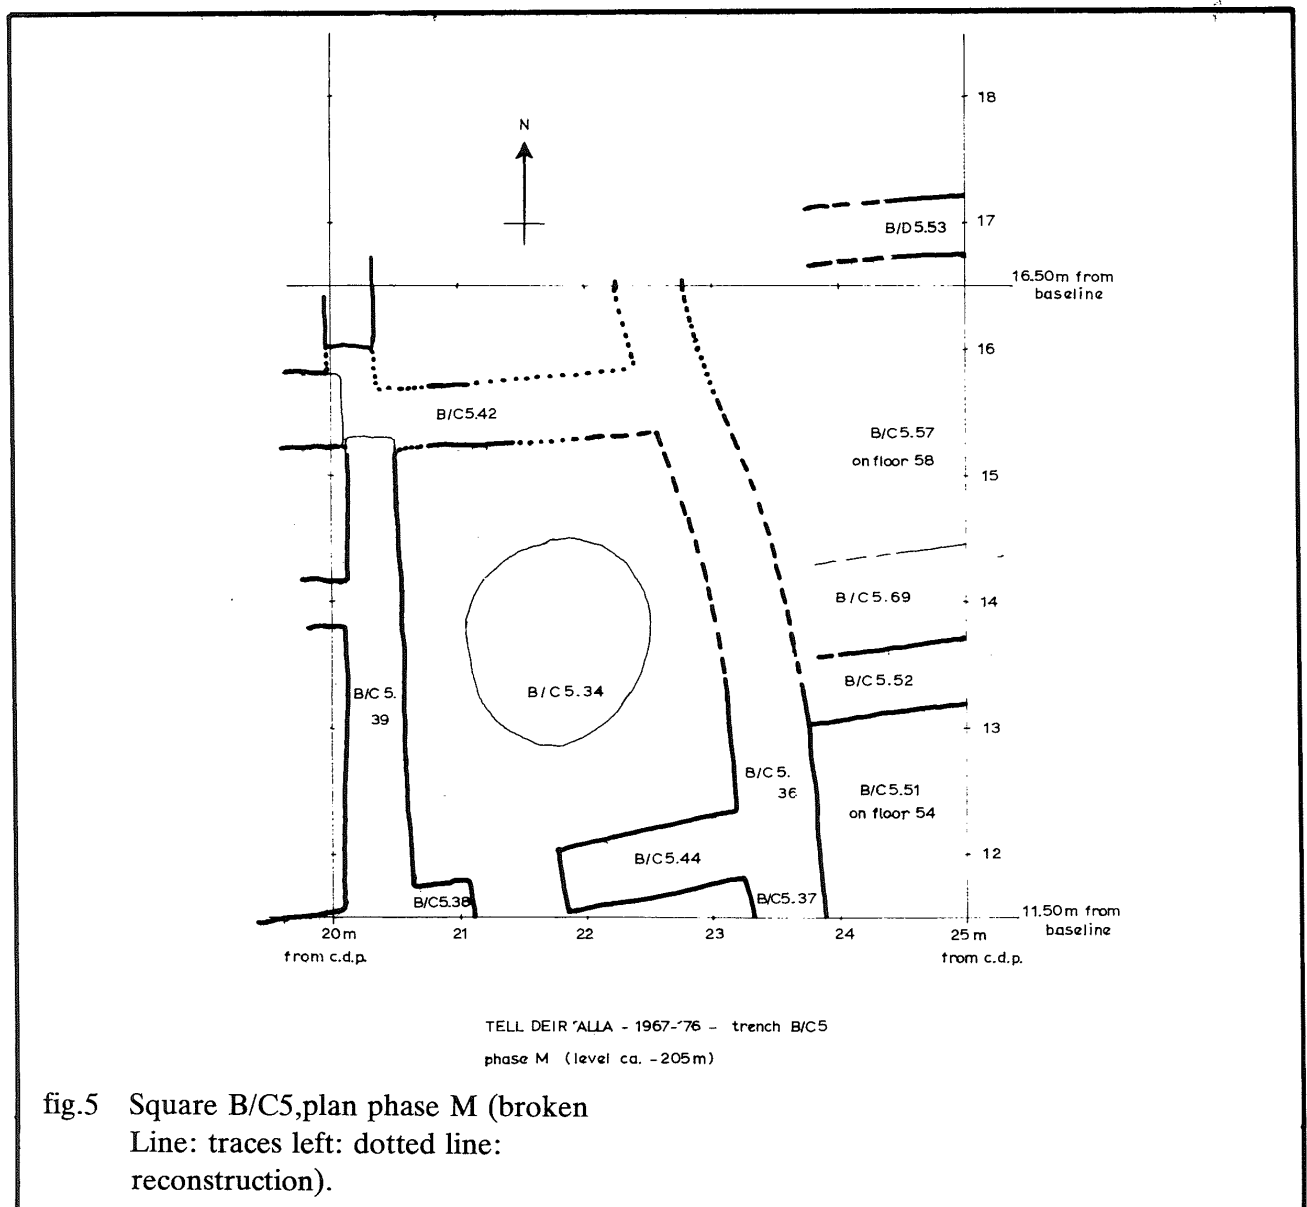 18
N
17
B/D5.53
16.50m from
baseline
16
B/C5.42
B/C5.57
on floor 58
15
B/C5.69
14
B/C5.52
B/C5.
39
B/C5.34
13
B/C5.
36
B/C5.51
on floor 54
B/C5.44
12
B/C5.38
B/C5.37
11.50m from
baseline
20m
21
22
23
24
25m
from c.d.p.
from c.d.p.
TELL DEIR 'ALLA - 1967-'76 - trench B/C5
phase M (level ca. -205m)
fig.5 Square B/C5,plan phase M (broken
Line: traces left: dotted line:
reconstruction).